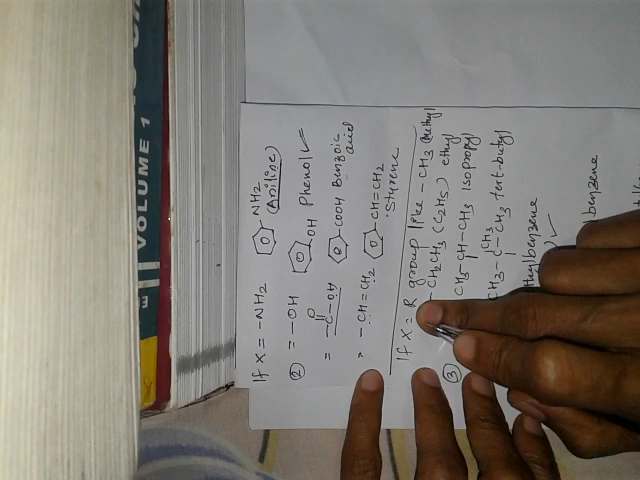 VOLUME 1
If X = -NH2 NH2 (Aniline)
② = -OH OH Phenol ✓
= -C-OH COOH Benzoic acid
O
= -CH=CH2 CH=CH2 Styrene
If X = R group like -CH3 methyl
-CH2CH3 (C2H5) ethyl
③ CH3-CH-CH3 isopropyl
CH3
CH3-C-CH3 tert-butyl
thylbenzene
benzene